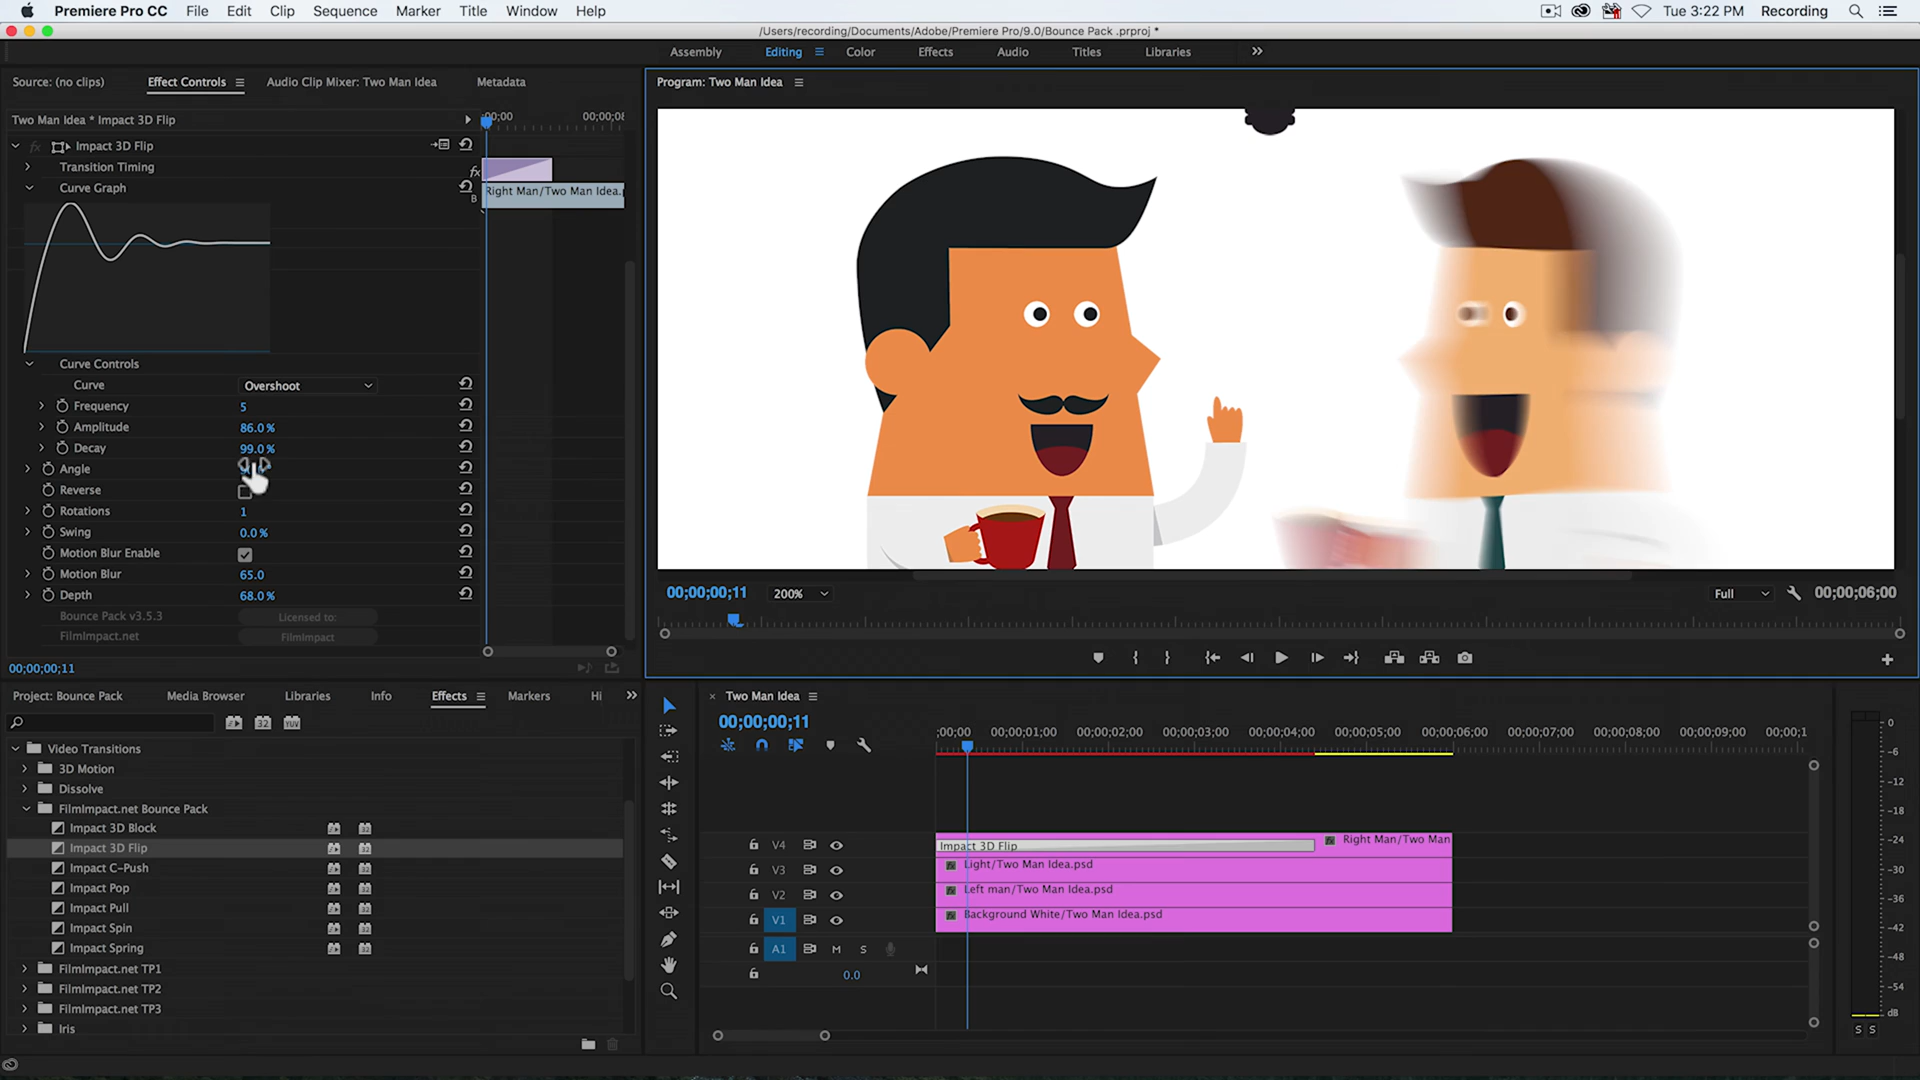 Premiere Pro CC File Edit Clip Sequence Marker Title Window Help Tue 3:22 PM Recording
/Users/recording/Documents/Adobe/Premiere Pro/9.0/Bounce Pack .prproj *
Assembly Editing Color Effects Audio Titles Libraries
Source: (no clips) Effect Controls Audio Clip Mixer: Two Man Idea Metadata
Program: Two Man Idea
Two Man Idea * Impact 3D Flip
:00;00 00;00;08
fx Impact 3D Flip
Transition Timing
fx
Curve Graph
B Right Man/Two Man Idea.
Curve Controls
Curve Overshoot
Frequency 5
Amplitude 86.0 %
Decay 99.0 %
Angle
Reverse
Rotations 1
Swing 0.0 %
Motion Blur Enable
Motion Blur 65.0
Depth 68.0 %
Bounce Pack v3.5.3 Licensed to:
FilmImpact.net FilmImpact
00;00;00;11
00;00;00;11 200% Full 00;00;06;00
Project: Bounce Pack Media Browser Libraries Info Effects Markers Hi
32 YUV
Video Transitions
3D Motion
Dissolve
FilmImpact.net Bounce Pack
Impact 3D Block
Impact 3D Flip
Impact C-Push
Impact Pop
Impact Pull
Impact Spin
Impact Spring
FilmImpact.net TP1
FilmImpact.net TP2
FilmImpact.net TP3
Iris
Two Man Idea
00;00;00;11
;00;00 00;00;01;00 00;00;02;00 00;00;03;00 00;00;04;00 00;00;05;00 00;00;06;00 00;00;07;00 00;00;08;00 00;00;09;00 00;00;1
V4 Impact 3D Flip Right Man/Two Man
V3 Light/Two Man Idea.psd
V2 Left man/Two Man Idea.psd
V1 Background White/Two Man Idea.psd
A1 M S
0.0
0
-6
-12
-18
-24
-30
-36
-42
-48
-54
dB
S S